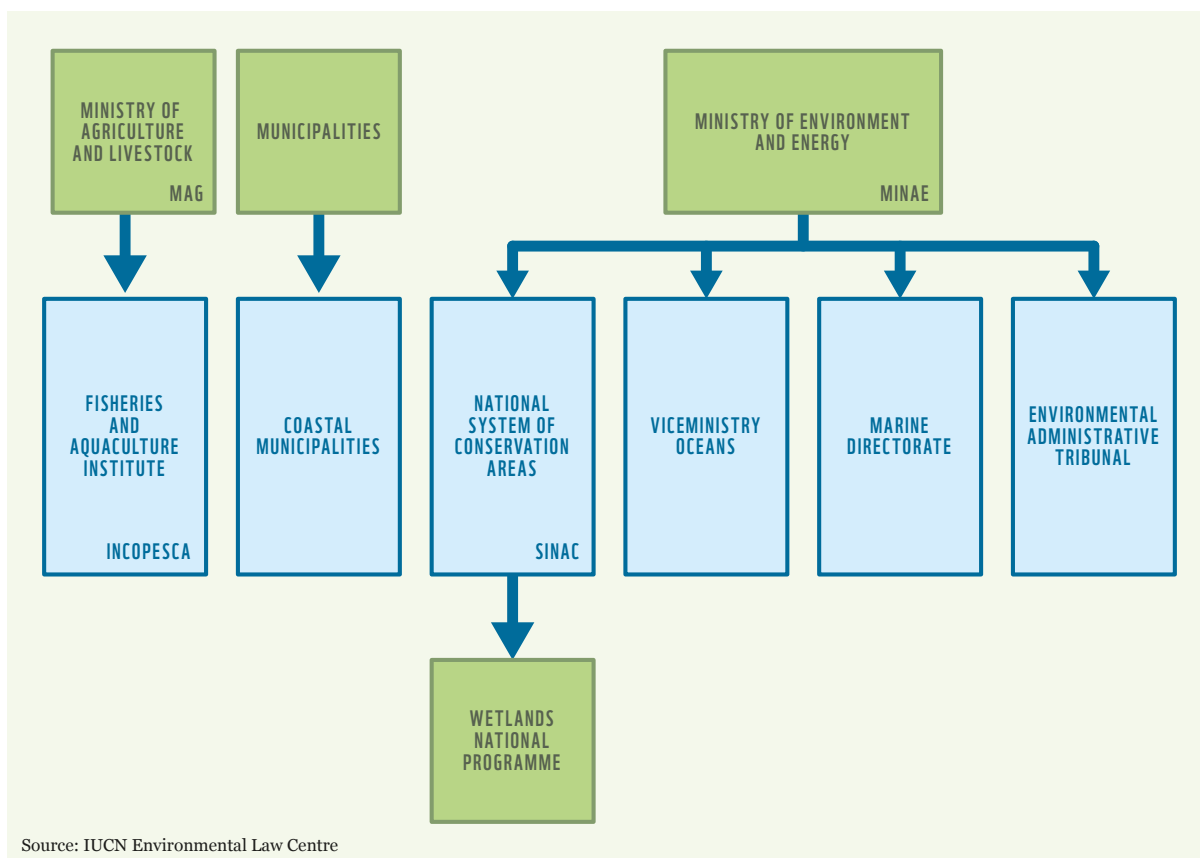 MINISTRY OF
AGRICULTURE
AND LIVESTOCK
MAG
MUNICIPALITIES
MINISTRY OF ENVIRONMENT
AND ENERGY
MINAE
FISHERIES
AND
AQUACULTURE
INSTITUTE
INCOPESCA
COASTAL
MUNICIPALITIES
NATIONAL
SYSTEM OF
CONSERVATION
AREAS
SINAC
VICEMINISTRY
OCEANS
MARINE
DIRECTORATE
ENVIRONMENTAL
ADMINISTRATIVE
TRIBUNAL
WETLANDS
NATIONAL
PROGRAMME
Source: IUCN Environmental Law Centre